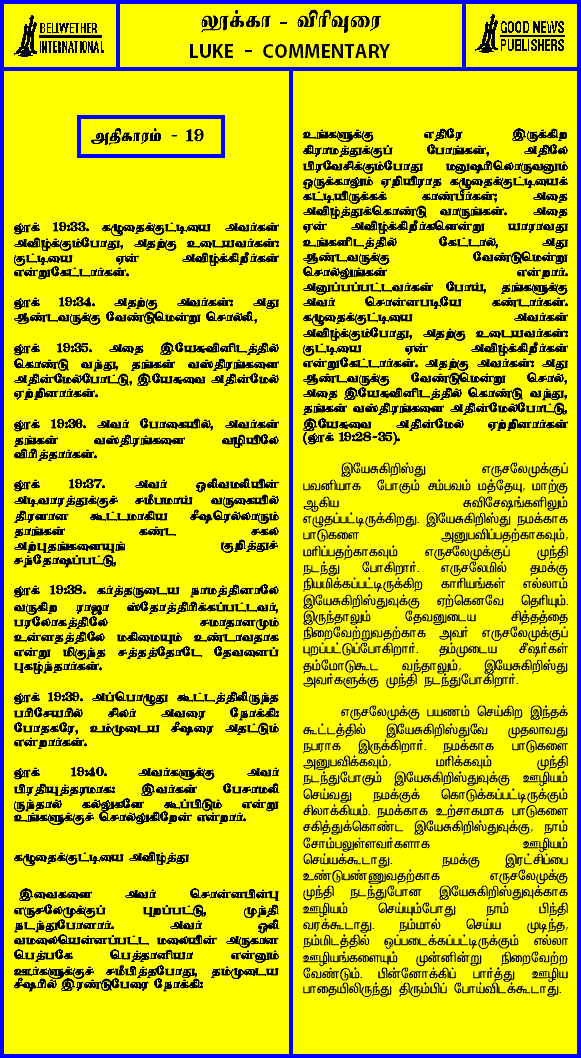 BELWETHER
INTERNATIONAL
லூக்கா - விரிவுரை
LUKE - COMMENTARY
GOOD NEWS
PUBLISHERS
அதிகாரம் - 19
லூக் 19:33. கழுதைக்குட்டியை அவர்கள்
அவிழ்க்கும்போது, அதற்கு உடையவர்கள்:
குட்டியை ஏன் அவிழ்க்கிறீர்கள்
என்றுகேட்டார்கள்.
லூக் 19:34. அதற்கு அவர்கள்: அது
ஆண்டவருக்கு வேண்டுமென்று சொல்லி,
லூக் 19:35. அதை இயேசுவினிடத்தில்
கொண்டு வந்து, தங்கள் வஸ்திரங்களை
அதின்மேல்போட்டு, இயேசுவை அதின்மேல்
ஏற்றினார்கள்.
லூக் 19:36. அவர் போகையில், அவர்கள்
தங்கள் வஸ்திரங்களை வழியிலே
விரித்தார்கள்.
லூக் 19:37. அவர் ஒலிவமலையின்
அடிவாரத்துக்குச் சமீபமாய் வருகையில்
திரளான கூட்டமாகிய சீஷரெல்லாரும்
தாங்கள் கண்ட சகல
அற்புதங்களையுங் குறித்துச்
சந்தோஷப்பட்டு,
லூக் 19:38. கர்த்தருடைய நாமத்தினாலே
வருகிற ராஜா ஸ்தோத்திரிக்கப்பட்டவர்,
பரலோகத்திலே சமாதானமும்
உன்னதத்திலே மகிமையும் உண்டாவதாக
என்று மிகுந்த சத்தத்தோடே தேவனைப்
புகழ்ந்தார்கள்.
லூக் 19:39. அப்பொழுது கூட்டத்திலிருந்த
பரிசேயரில் சிலர் அவரை நோக்கி:
போதகரே, உம்முடைய சீஷரை அதட்டும்
என்றார்கள்.
லூக் 19:40. அவர்களுக்கு அவர்
பிரதியுத்தரமாக: இவர்கள் பேசாமலி
ருந்தால் கல்லுகளே கூப்பிடும் என்று
உங்களுக்குச் சொல்லுகிறேன் என்றார்.
கழுதைக்குட்டியை அவிழ்த்து
இவைகளை அவர் சொன்னபின்பு
எருசலேமுக்குப் புறப்பட்டு, முந்தி
நடந்துபோனார். அவர் ஒலி
வமலையென்னப்பட்ட மலையின் அருகான
பெத்பகே பெத்தானியா என்னும்
ஊர்களுக்குச் சமீபித்தபோது, தம்முடைய
சீஷரில் இரண்டுபேரை நோக்கி:
உங்களுக்கு எதிரே இருக்கிற
கிராமத்துக்குப் போங்கள், அதிலே
பிரவேசிக்கும்போது மனுஷரிலொருவனும்
ஒருக்காலும் ஏறியிராத கழுதைக்குட்டியைக்
கட்டியிருக்கக் காண்பீர்கள்; அதை
அவிழ்த்துக்கொண்டு வாருங்கள். அதை
ஏன் அவிழ்க்கிறீர்களென்று யாராவது
உங்களிடத்தில் கேட்டால், அது
ஆண்டவருக்கு வேண்டுமென்று
சொல்லுங்கள் என்றார்.
அனுப்பப்பட்டவர்கள் போய், தங்களுக்கு
அவர் சொன்னபடியே கண்டார்கள்.
கழுதைக்குட்டியை அவர்கள்
அவிழ்க்கும்போது, அதற்கு உடையவர்கள்:
குட்டியை ஏன் அவிழ்க்கிறீர்கள்
என்றுகேட்டார்கள். அதற்கு அவர்கள்: அது
ஆண்டவருக்கு வேண்டுமென்று சொல்,
அதை இயேசுவினிடத்தில் கொண்டு வந்து,
தங்கள் வஸ்திரங்களை அதின்மேல்போட்டு,
இயேசுவை அதின்மேல் ஏற்றினார்கள்
(லூக் 19:28-35).
இயேசுகிறிஸ்து எருசலேமுக்குப்
பவனியாக போகும் சம்பவம் மத்தேயு, மாற்கு
ஆகிய சுவிசேஷங்களிலும்
எழுதப்பட்டிருக்கிறது. இயேசுகிறிஸ்து நமக்காக
பாடுகளை அனுபவிப்பதற்காகவும்,
மரிப்பதற்காகவும் எருசலேமுக்குப் முந்தி
நடந்து போகிறார். எருசலேமில் தமக்கு
நியமிக்கப்பட்டிருக்கிற காரியங்கள் எல்லாம்
இயேசுகிறிஸ்துவுக்கு ஏற்கெனவே தெரியும்.
இருந்தாலும் தேவனுடைய சித்தத்தை
நிறைவேற்றுவதற்காக அவர் எருசலேமுக்குப்
புறப்பட்டுப்போகிறார். தம்முடைய சீஷர்கள்
தம்மோடுகூட வந்தாலும், இயேசுகிறிஸ்து
அவர்களுக்கு முந்தி நடந்துபோகிறார்.
எருசலேமுக்கு பயணம் செய்கிற இந்தக்
கூட்டத்தில் இயேசுகிறிஸ்துவே முதலாவது
நபராக இருக்கிறார். நமக்காக பாடுகளை
அனுபவிக்கவும், மரிக்கவும் முந்தி
நடந்துபோகும் இயேசுகிறிஸ்துவுக்கு ஊழியம்
செய்வது நமக்குக் கொடுக்கப்பட்டிருக்கும்
சிலாக்கியம். நமக்காக உற்சாகமாக பாடுகளை
சகித்துக்கொண்ட இயேசுகிறிஸ்துவுக்கு, நாம்
சோம்பலுள்ளவர்களாக ஊழியம்
செய்யக்கூடாது. நமக்கு இரட்சிப்பை
உண்டுபண்ணுவதற்காக எருசலேமுக்கு
முந்தி நடந்துபோன இயேசுகிறிஸ்துவுக்காக
ஊழியம் செய்யும்போது நாம் பிந்தி
வரக்கூடாது. நம்மால் செய்ய முடிந்த,
நம்மிடத்தில் ஒப்படைக்கப்பட்டிருக்கும் எல்லா
ஊழியங்களையும் முன்னின்று நிறைவேற்ற
வேண்டும். பின்னோக்கிப் பார்த்து ஊழிய
பாதையிலிருந்து திரும்பிப் போய்விடக்கூடாது.